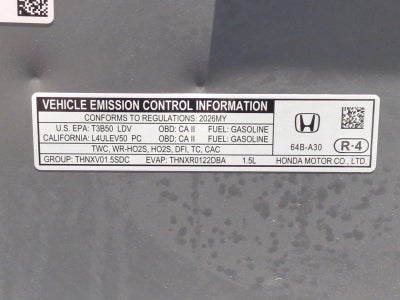 VEHICLE EMISSION CONTROL INFORMATION
CONFORMS TO REGULATIONS: 2026MY
U.S. EPA: T3B50 LDV OBD: CA II FUEL: GASOLINE
CALIFORNIA: L4ULEV50 PC OBD: CA II FUEL: GASOLINE
TWC, WR-HO2S, HO2S, DFI, TC, CAC
GROUP: THNXV01.5SDC EVAP: THNXR0122DBA 1.5L
64B-A30 R-4
HONDA MOTOR CO., LTD.